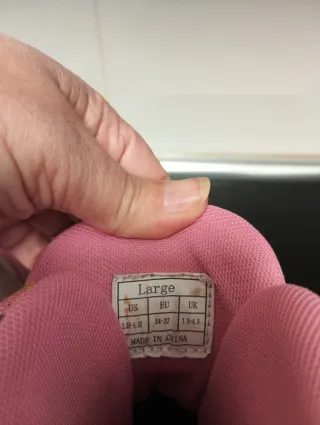 Large
US EU UK
34-37
MADE IN CHINA